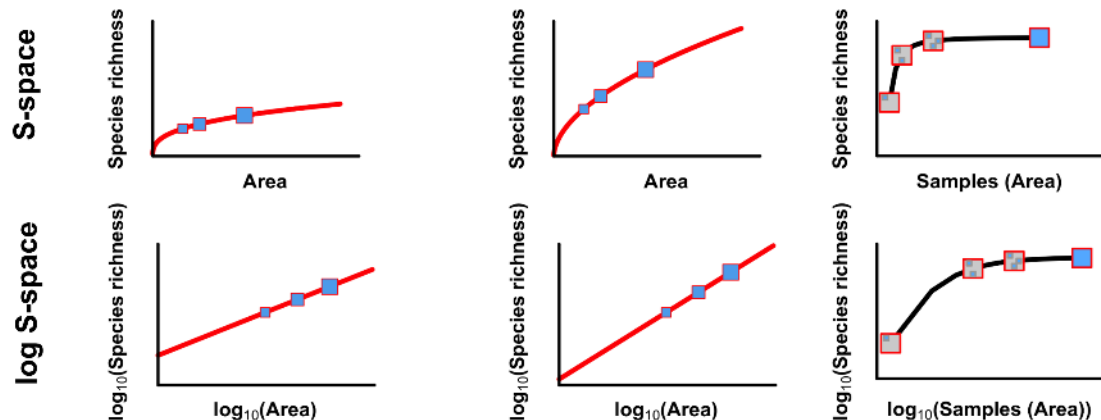 S-space
Species richness
Area
Species richness
Area
Species richness
Samples (Area)
log S-space
log₁₀(Species richness)
log₁₀(Area)
log₁₀(Species richness)
log₁₀(Area)
log₁₀(Species richness)
log₁₀(Samples (Area))